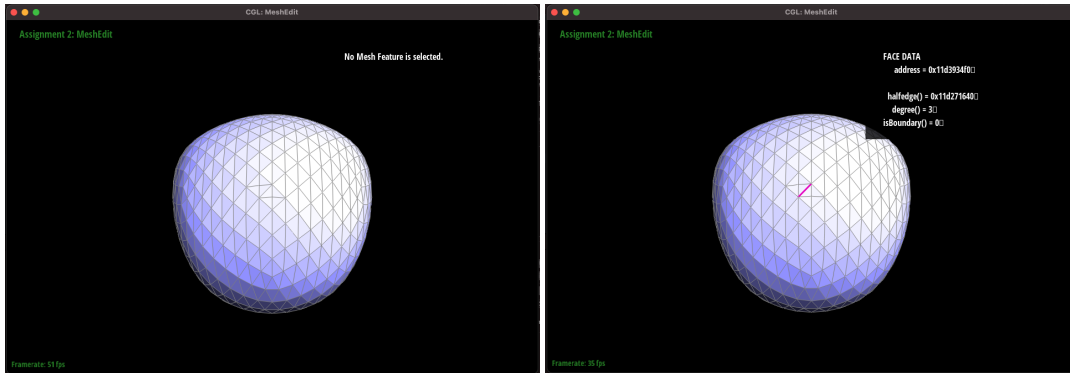 CGL: MeshEdit
Assignment 2: MeshEdit
No Mesh Feature is selected.
Framerate: 51 fps
CGL: MeshEdit
Assignment 2: MeshEdit
FACE DATA
address = 0x11d3934f0▯
halfedge() = 0x11d271640▯
degree() = 3▯
isBoundary() = 0▯
Framerate: 35 fps